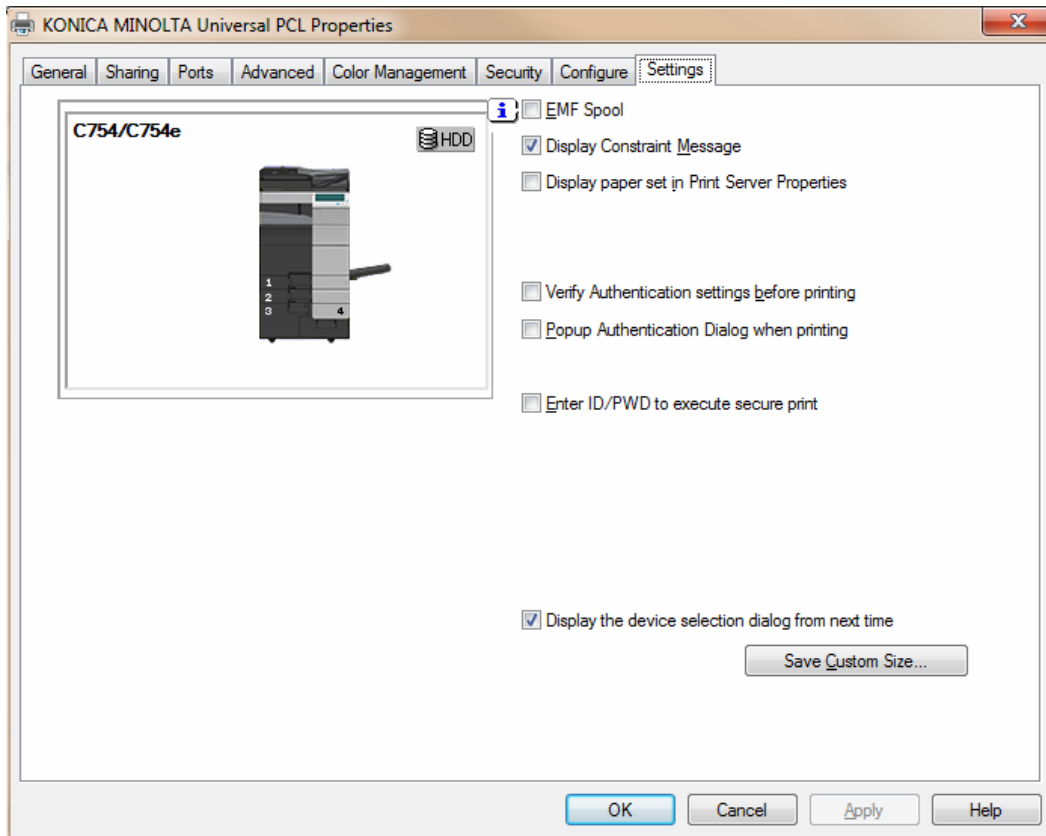 KONICA MINOLTA Universal PCL Properties
General Sharing Ports Advanced Color Management Security Configure Settings
C754/C754e
HDD
1
2
3
4
i
EMF Spool
Display Constraint Message
Display paper set in Print Server Properties
Verify Authentication settings before printing
Popup Authentication Dialog when printing
Enter ID/PWD to execute secure print
Display the device selection dialog from next time
Save Custom Size...
OK Cancel Apply Help